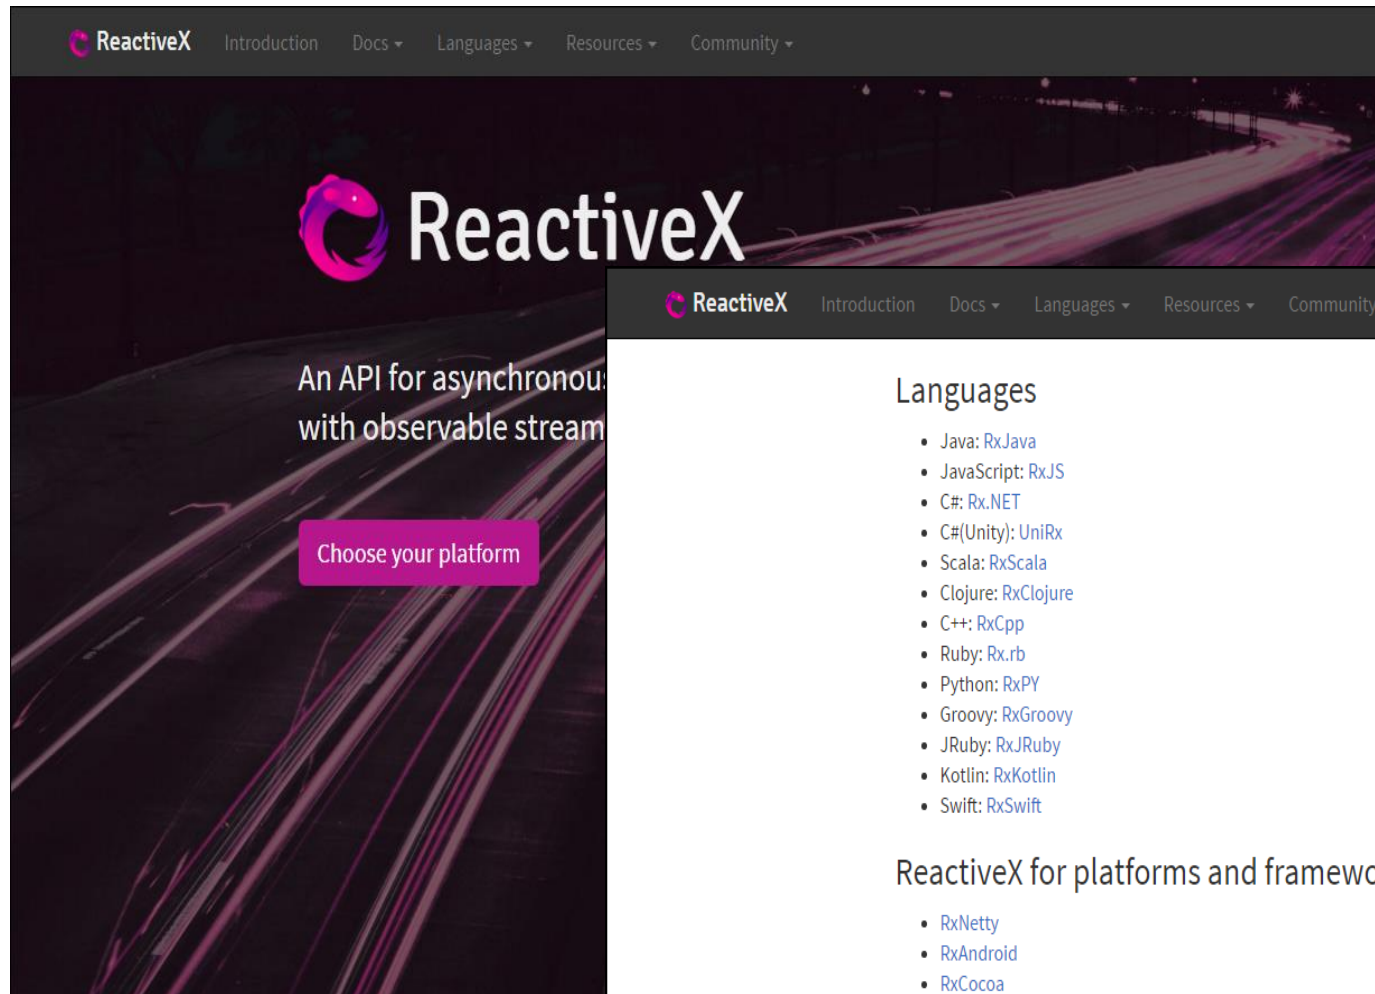 ReactiveX Introduction Docs Languages Resources Community
ReactiveX
An API for asynchronous
with observable stream
Choose your platform
ReactiveX Introduction Docs Languages Resources Community
Languages
Java: RxJava
JavaScript: RxJS
C#: Rx.NET
C#(Unity): UniRx
Scala: RxScala
Clojure: RxClojure
C++: RxCpp
Ruby: Rx.rb
Python: RxPY
Groovy: RxGroovy
JRuby: RxJRuby
Kotlin: RxKotlin
Swift: RxSwift
ReactiveX for platforms and framewo
RxNetty
RxAndroid
RxCocoa